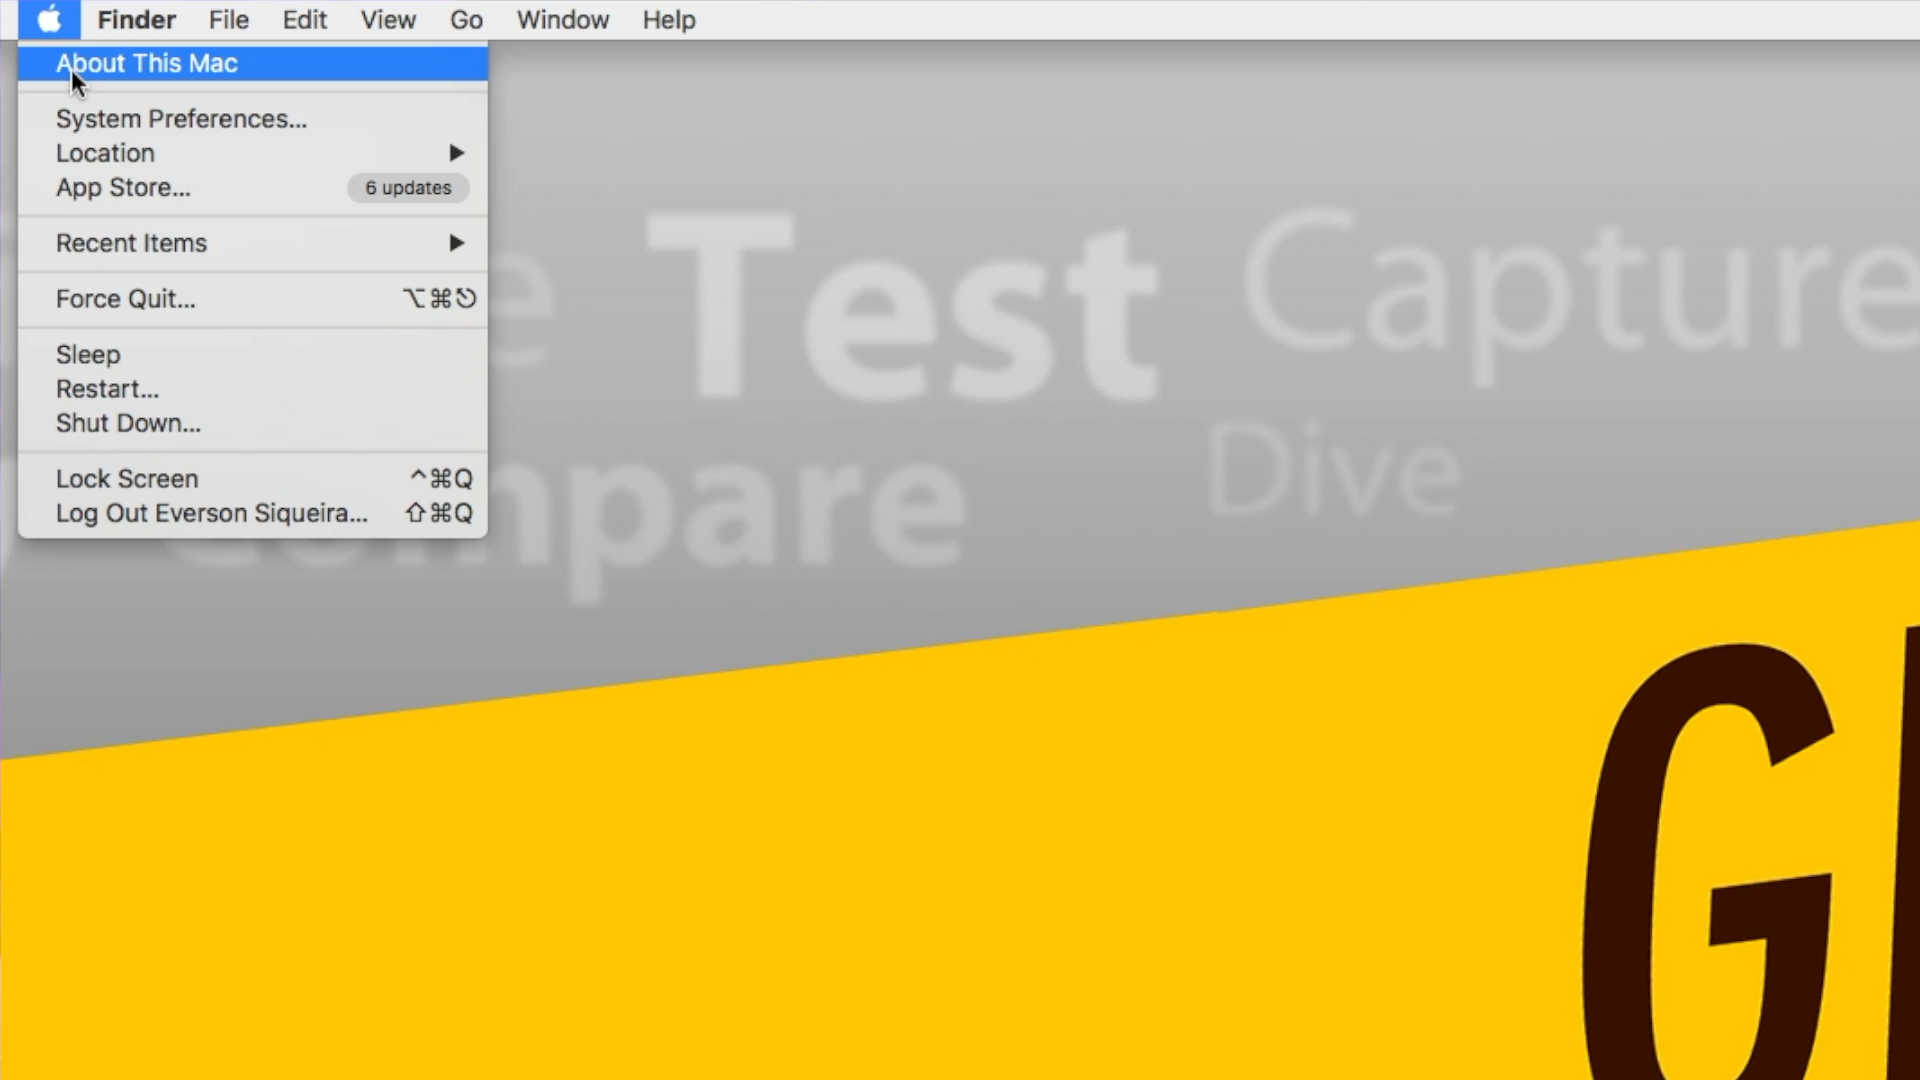 Finder File Edit View Go Window Help
About This Mac
System Preferences...
Location
App Store... 6 updates
Recent Items
Force Quit... ⌥⌘⎋
Sleep
Restart...
Shut Down...
Lock Screen ^⌘Q
Log Out Everson Siqueira... ⇧⌘Q
Test Capture
Dive